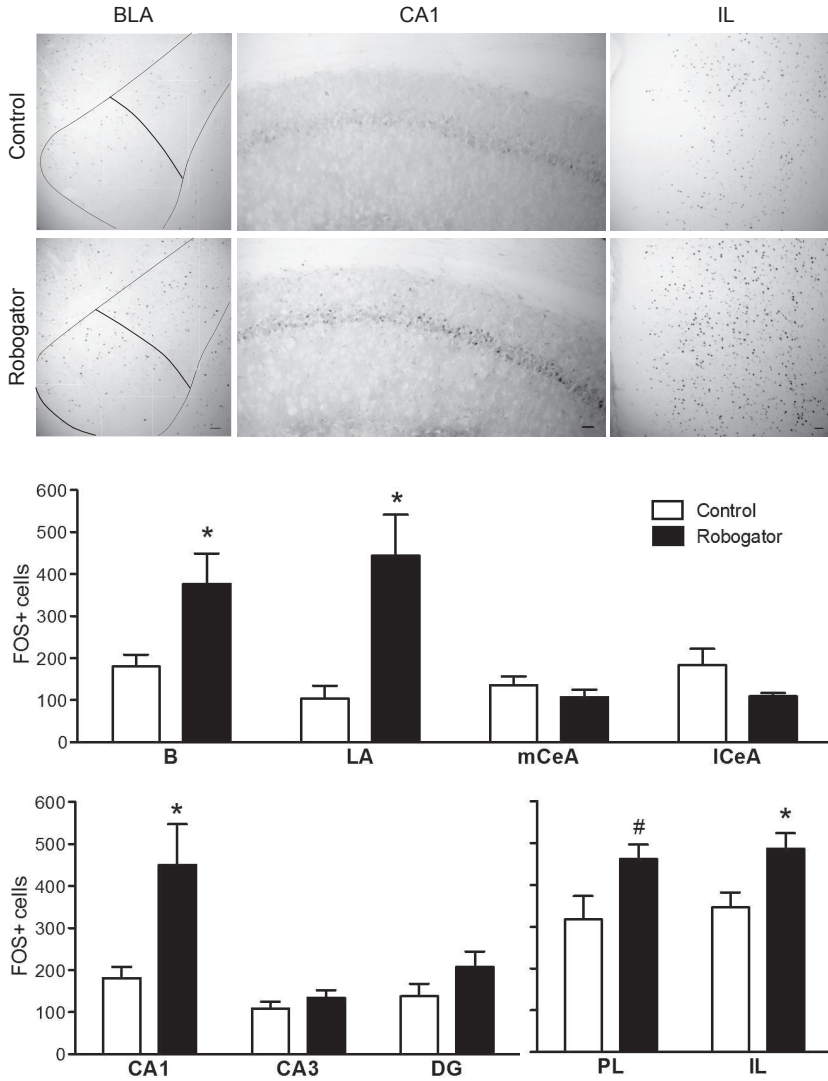 BLA CA1 IL
Control
Robogator
600
500
400
300
200
100
0
FOS+ cells
* *
Control
Robogator
B LA mCeA lCeA
600
500
400
300
200
100
0
FOS+ cells
*
CA1 CA3 DG
# *
PL IL